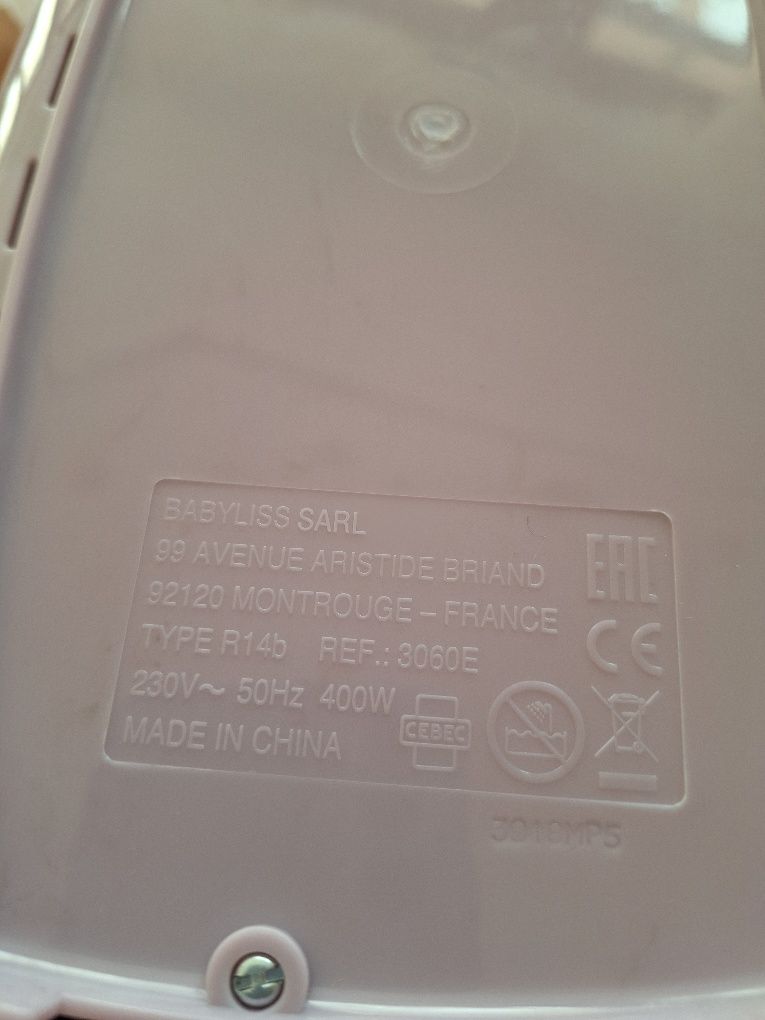 BABYLISS SARL
99 AVENUE ARISTIDE BRIAND
92120 MONTROUGE – FRANCE
TYPE R14b REF.: 3060E
230V~ 50Hz 400W
MADE IN CHINA
CEBEC
EAC
CE